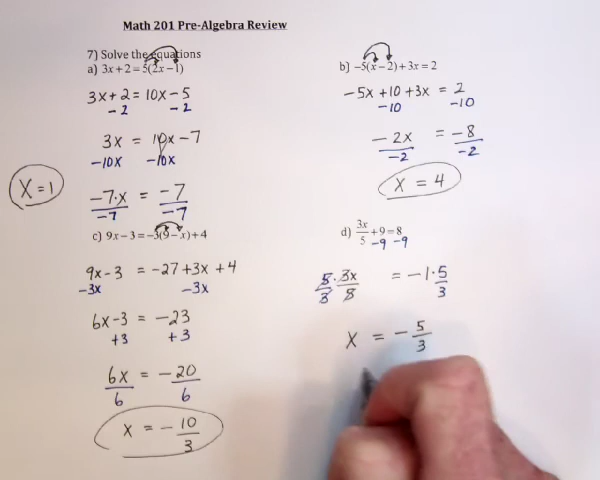 Math 201 Pre-Algebra Review
7) Solve the equations
a) 3x + 2 = 5(2x − 1)
3x + 2 = 10x − 5
− 2 − 2
3x = 10x − 7
−10x −10x
x = 1
−7·x/−7 = −7/−7
b) −5(x − 2) + 3x = 2
−5x + 10 + 3x = 2
−10 −10
−2x/−2 = −8/−2
x = 4
c) 9x − 3 = −3(9 − x) + 4
9x − 3 = −27 + 3x + 4
−3x −3x
6x − 3 = −23
+3 +3
6x/6 = −20/6
x = −10/3
d) 3x/5 + 9 = 8
−9 −9
5/3 · 3x/5 = −1 · 5/3
x = −5/3